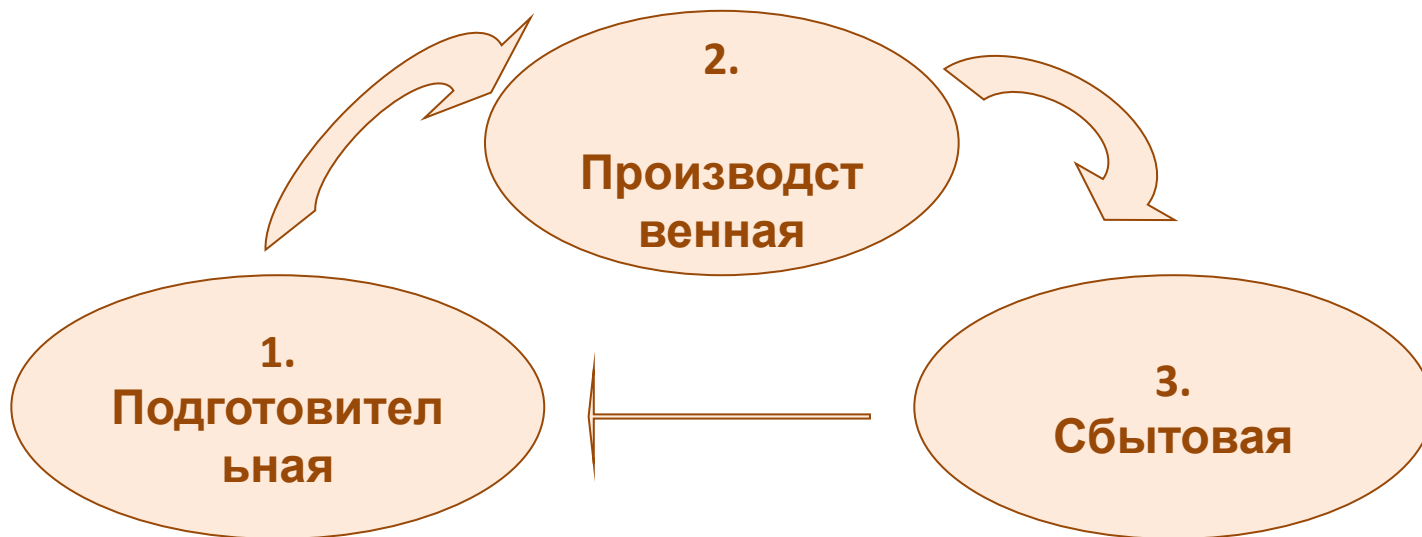 2.
Производст
венная
1.
Подготовител
ьная
3.
Сбытовая